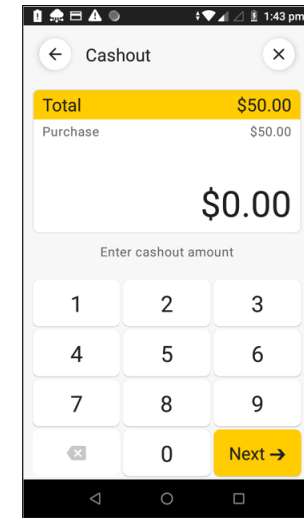 1:43 pm
Cashout
Total $50.00
Purchase $50.00
$0.00
Enter cashout amount
1 2 3
4 5 6
7 8 9
0 Next →